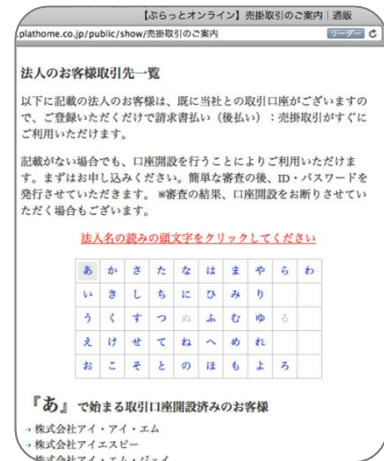 【ぷらっとオンライン】売掛取引のご案内｜通販
.plathome.co.jp/public/show/売掛取引のご案内
リーダー
法人のお客様取引先一覧
以下に記載の法人のお客様は、既に当社との取引口座がございますの
で、ご登録いただくだけで請求書払い（後払い）：売掛取引がすぐに
ご利用いただけます。
記載がない場合でも、口座開設を行うことによりご利用いただけま
す。まずはお申し込みください。簡単な審査の後、ID・パスワードを
発行させていただきます。 ※審査の結果、口座開設をお断りさせてい
ただく場合もございます。
法人名の読みの頭文字をクリックしてください
あ か さ た な は ま や ら わ
い き し ち に ひ み り
う く す つ ぬ ふ む ゆ る
え け せ て ね へ め れ
お こ そ と の ほ も よ ろ
『あ』で始まる取引口座開設済みのお客様
株式会社アイ・アイ・エム
株式会社アイエスピー
株式会社アイ・エム・ジェイ